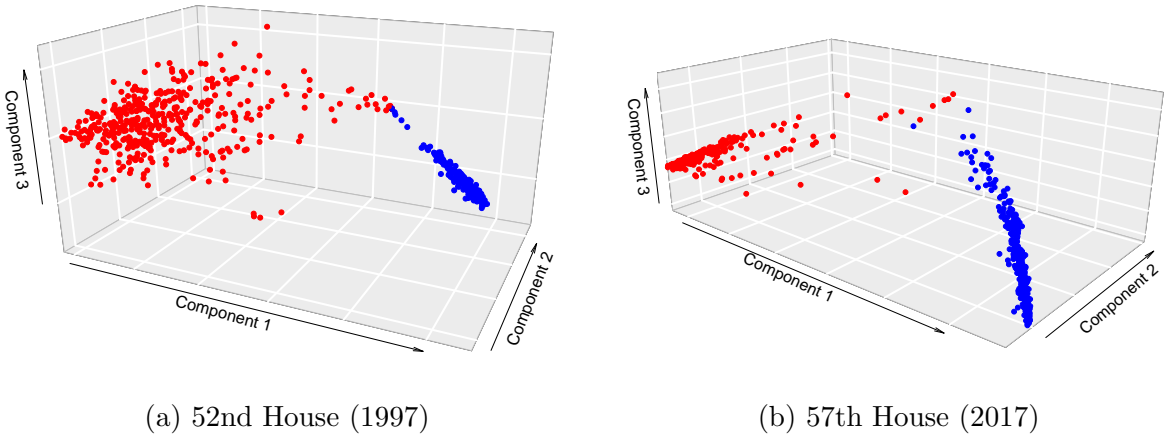 Component 3
Component 1
Component 2
Component 3
Component 1
Component 2
(a) 52nd House (1997)
(b) 57th House (2017)